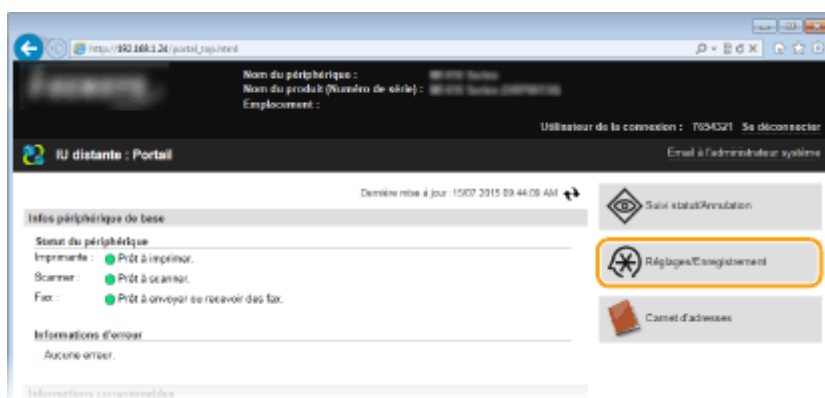 http://192.168.1.24/portal_top.html
Nom du périphérique :
Nom du produit (Numéro de série) :
Emplacement :
Utilisateur de la connexion : 7654321 Se déconnecter
IU distante : Portail
Email à l'administrateur système
Dernière mise à jour : 15/07 2015 09:44:09 AM
Infos périphérique de base
Statut du périphérique
Imprimante : Prêt à imprimer.
Scanner : Prêt à scanner.
Fax : Prêt à envoyer ou recevoir des fax.
Informations d'erreur
Aucune erreur.
Informations consommables
Suivi statut/Annulation
Réglages/Enregistrement
Carnet d'adresses